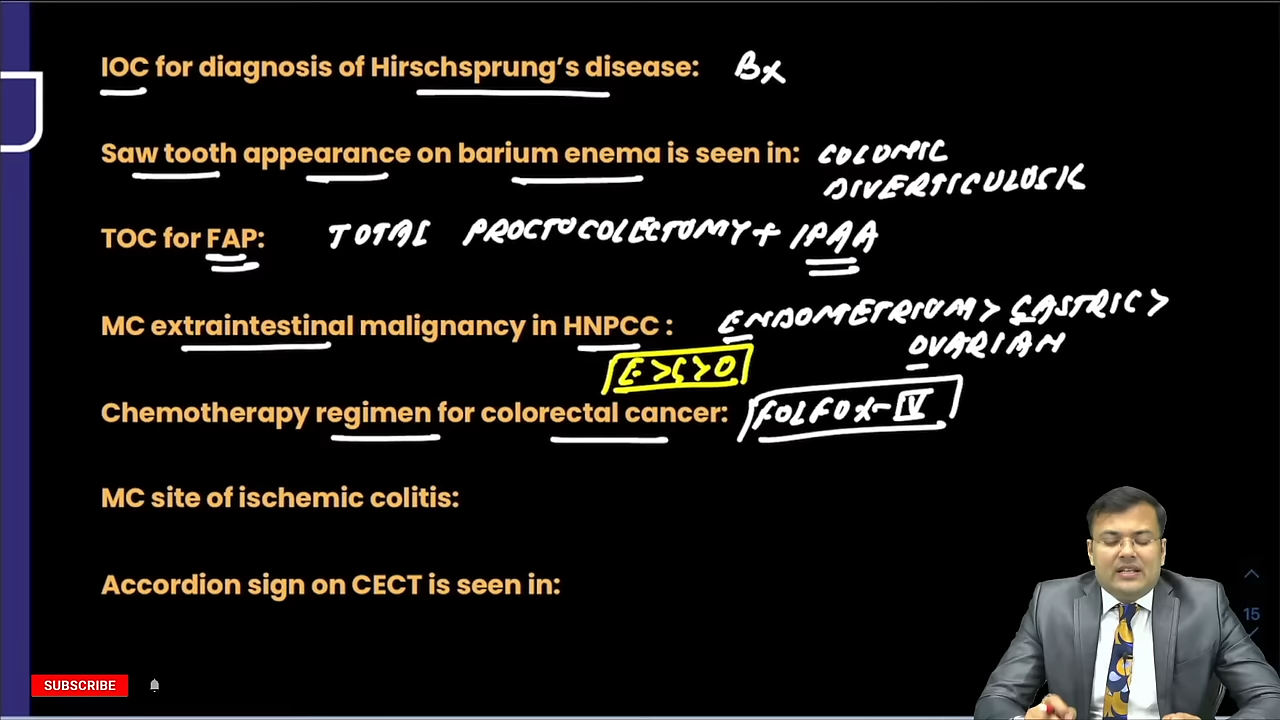 IOC for diagnosis of Hirschsprung's disease: Bx
Saw tooth appearance on barium enema is seen in: COLONIC
DIVERTICULOSIS
TOC for FAP: TOTAL PROCTOCOLECTOMY + IPAA
MC extraintestinal malignancy in HNPCC : ENDOMETRIUM > GASTRIC >
OVARIAN
E > G > O
Chemotherapy regimen for colorectal cancer: FOLFOX-IV
MC site of ischemic colitis:
Accordion sign on CECT is seen in:
15
SUBSCRIBE